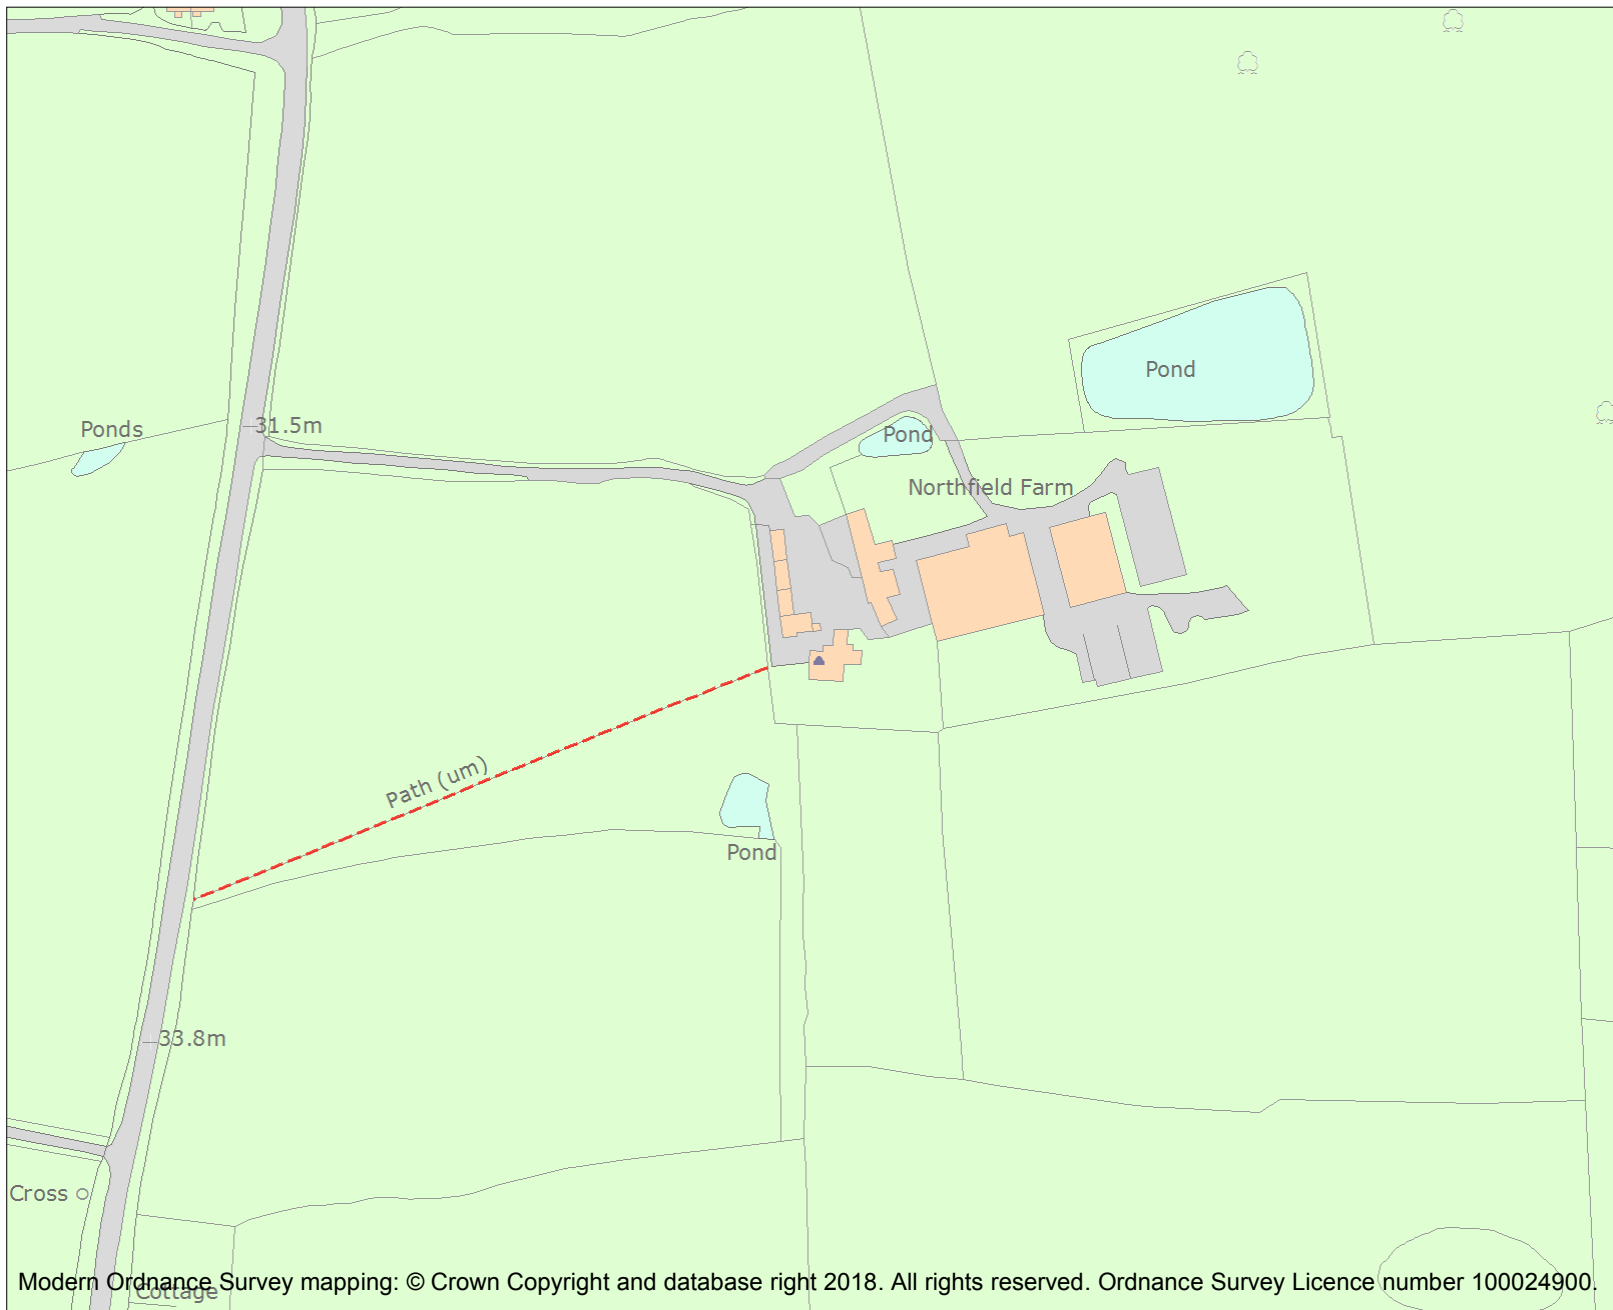 Pond
31.5m
Ponds
Pond
Northfield Farm
Path (um)
Pond
33.8m
Cross
Modern Ordnance Survey mapping: © Crown Copyright and database right 2018. All rights reserved. Ordnance Survey Licence number 100024900.
Cottage